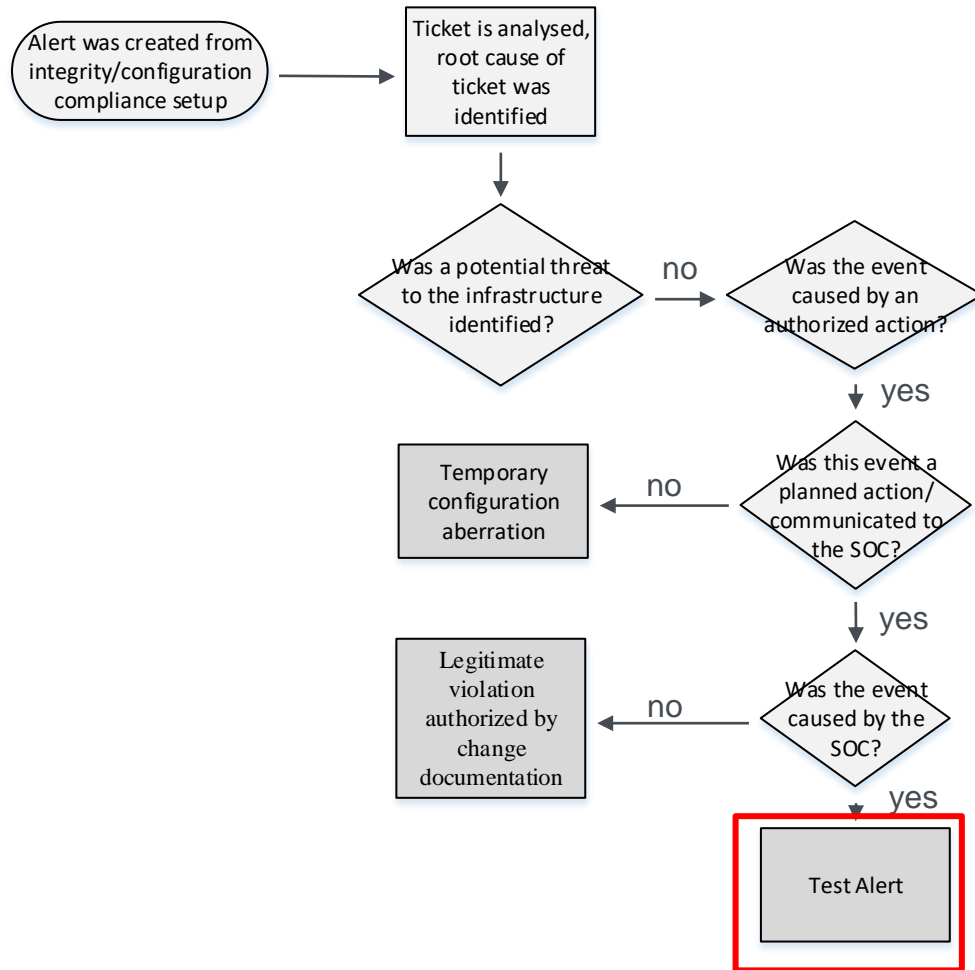 Alert was created from
integrity/configuration
compliance setup
Ticket is analysed,
root cause of
ticket was
identified
Was a potential threat
to the infrastructure
identified?
no
Was the event
caused by an
authorized action?
yes
Temporary
configuration
aberration
no
Was this event a
planned action/
communicated to
the SOC?
yes
Legitimate
violation
authorized by
change
documentation
no
Was the event
caused by the
SOC?
yes
Test Alert